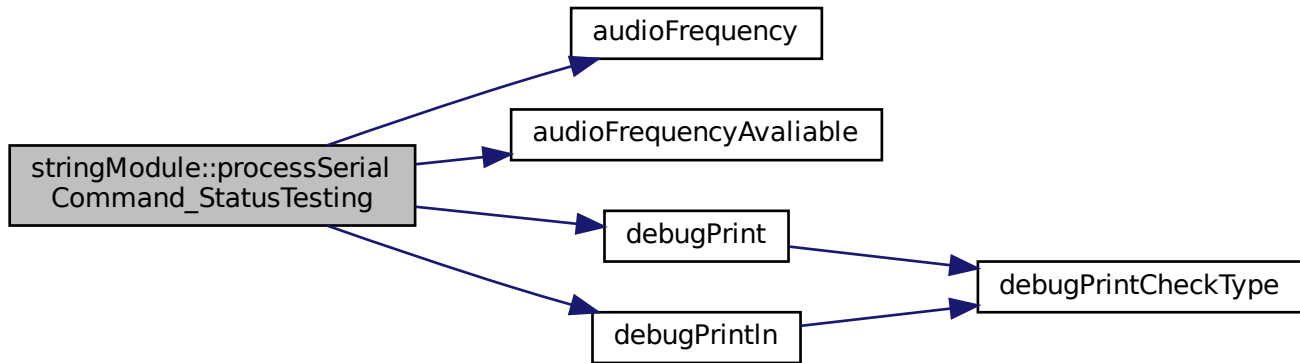 audioFrequency
audioFrequencyAvaliable
stringModule::processSerial
Command_StatusTesting
debugPrint
debugPrintCheckType
debugPrintln